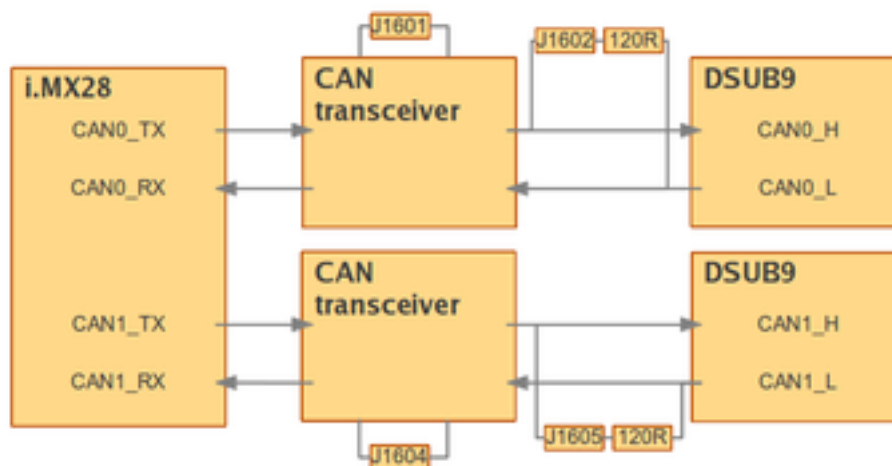 J1601
J1602
120R
i.MX28
CAN0_TX
CAN0_RX
CAN1_TX
CAN1_RX
CAN
transceiver
DSUB9
CAN0_H
CAN0_L
CAN
transceiver
DSUB9
CAN1_H
CAN1_L
J1604
J1605
120R